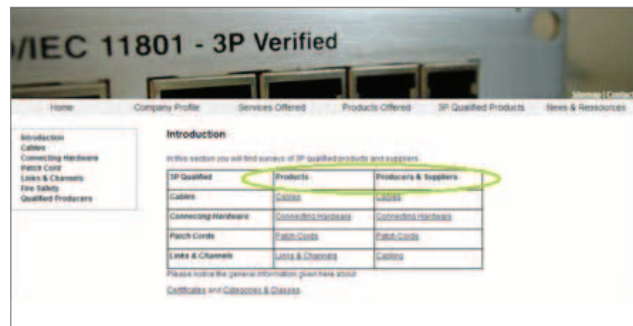 /IEC 11801 - 3P Verified
Sitemap | Contact
Home Company Profile Services Offered Products Offered 3P Qualified Products News & Ressources
Introduction
Cables
Connecting Hardware
Patch Cord
Links & Channels
Fire Safety
Qualified Producers
Introduction
In this section you will find surveys of 3P qualified products and suppliers.
3P Qualified Products Producers & Suppliers
Cables Cables Cables
Connecting Hardware Connecting Hardware Connecting Hardware
Patch Cords Patch Cords Patch Cords
Links & Channels Links & Channels Cabling
Please notice the general information given here about
Certificates and Categories & Classes.